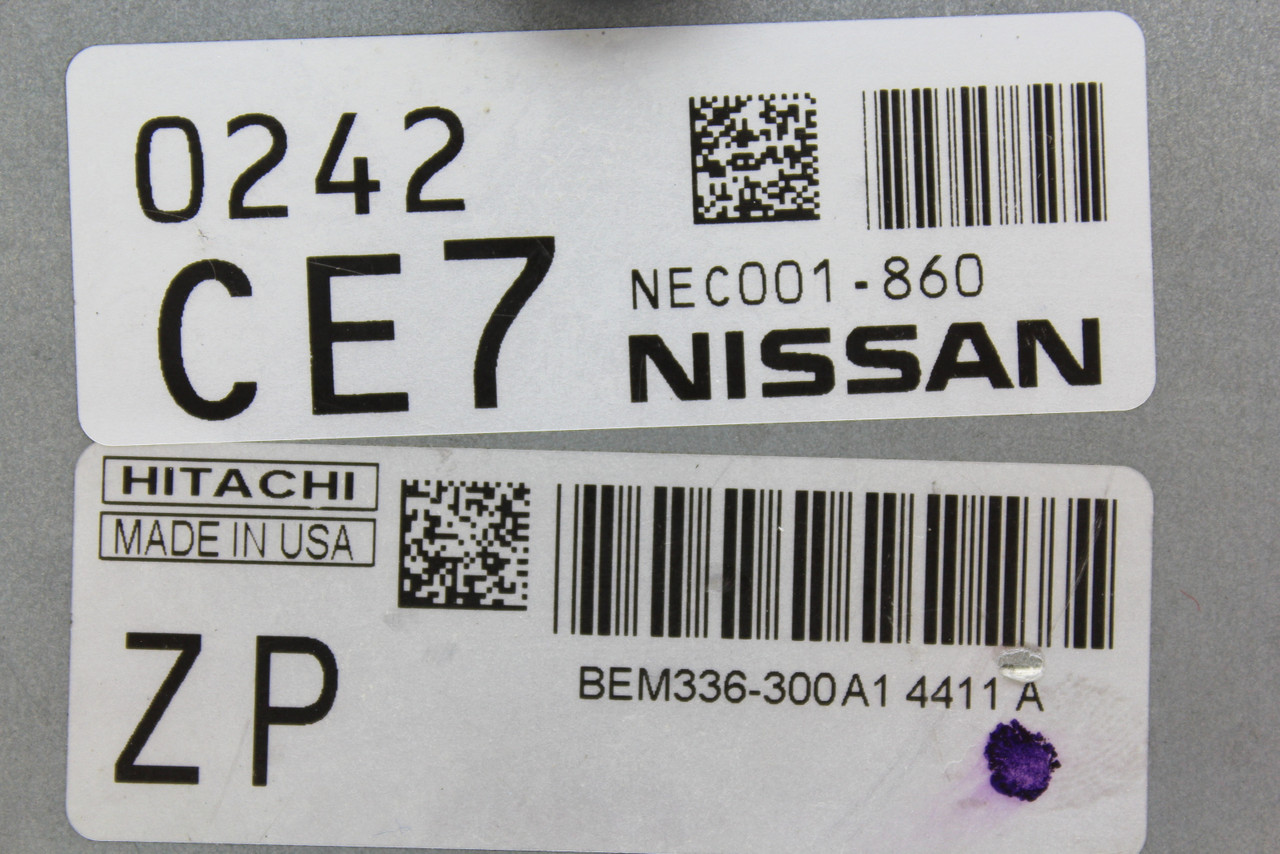 0242
CE7
NEC001-860
NISSAN
HITACHI
MADE IN USA
ZP
BEM336-300A1 4411 A